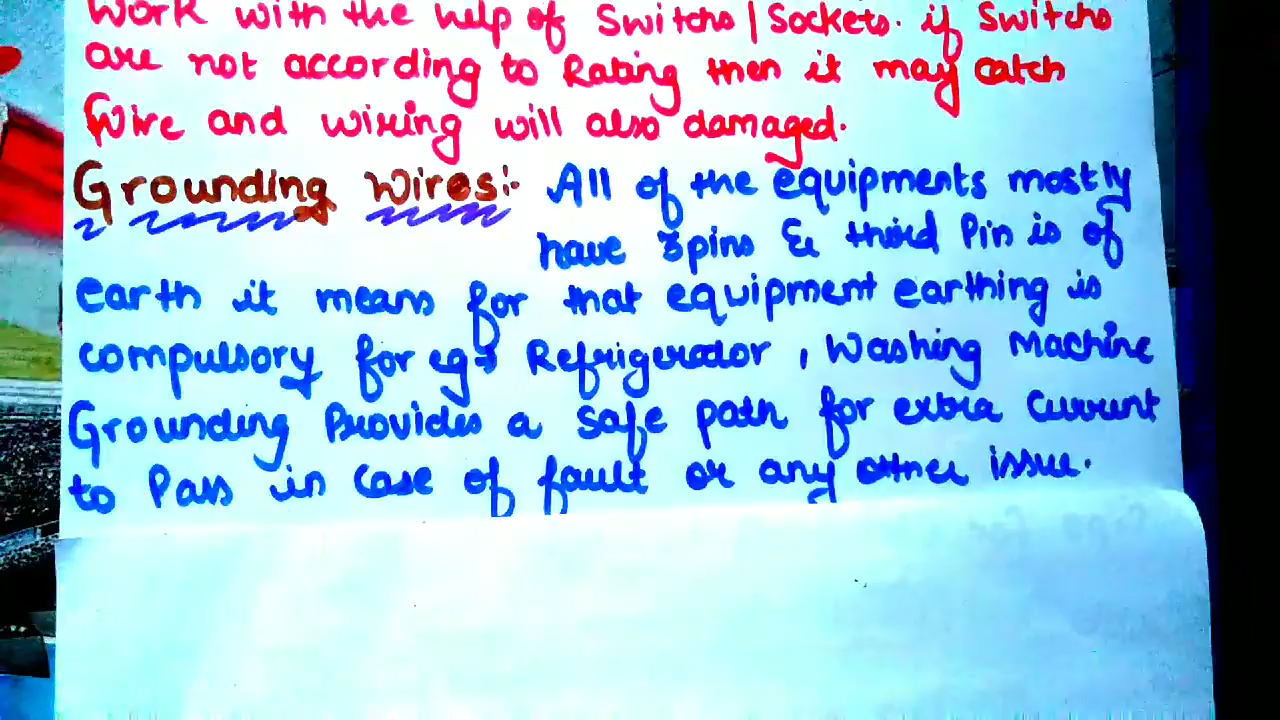 Work with the help of Switchs / Sockets. if Switchs
are not according to Rating then it may catch
Wire and wiring will also damaged.
Grounding Wires:- All of the equipments mostly
have 3 pins & third Pin is of
earth it means for that equipment earthing is
compulsory for eg:- Refrigerator, Washing Machine
Grounding Provides a safe path for extra Current
to Pass in Case of fault or any other issue.